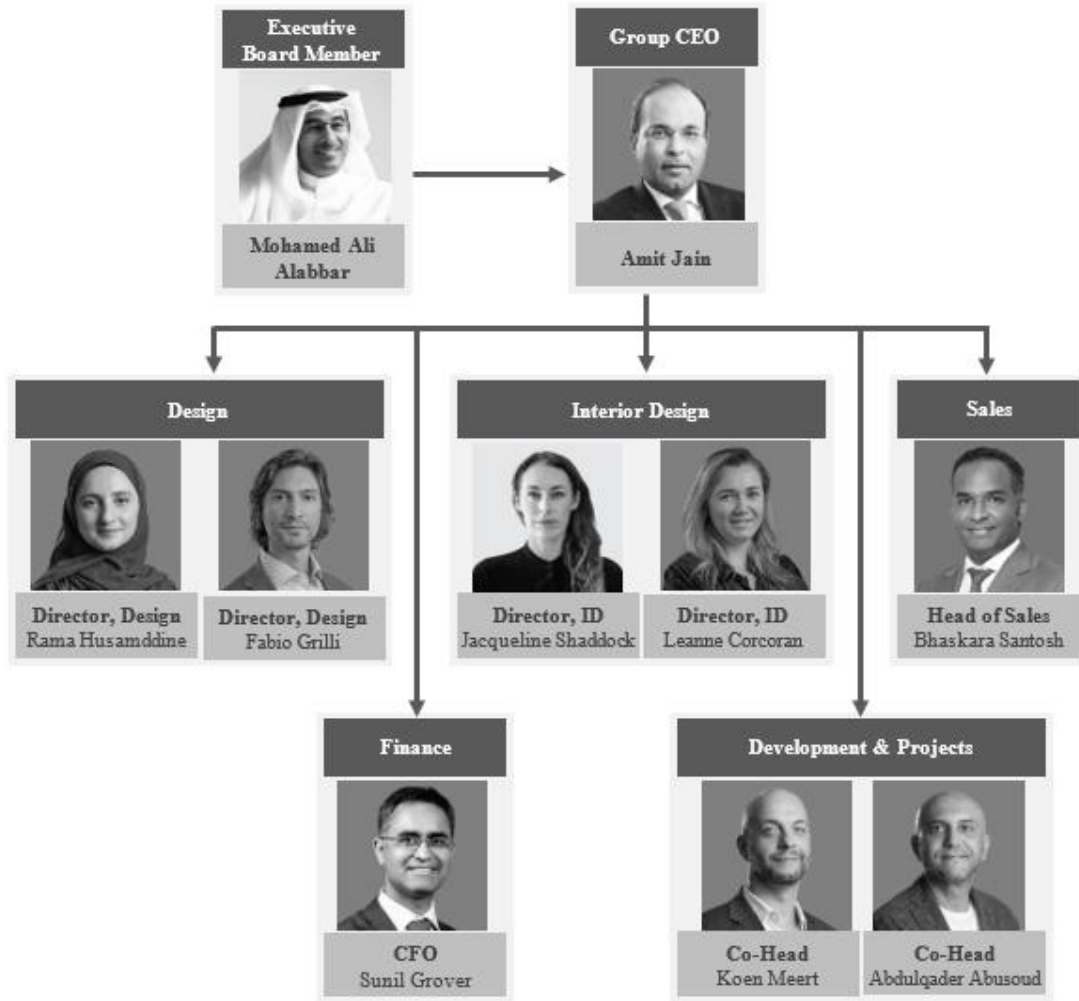 Executive
Board Member
Group CEO
Mohamed Ali
Alabbar
Amit Jain
Design
Interior Design
Sales
Director, Design
Rama Husamddine
Director, Design
Fabio Grilli
Director, ID
Jacqueline Shaddock
Director, ID
Leanne Corcoran
Head of Sales
Bhaskara Santosh
Finance
Development & Projects
CFO
Sunil Grover
Co-Head
Koen Meert
Co-Head
Abdulqader Abusoud